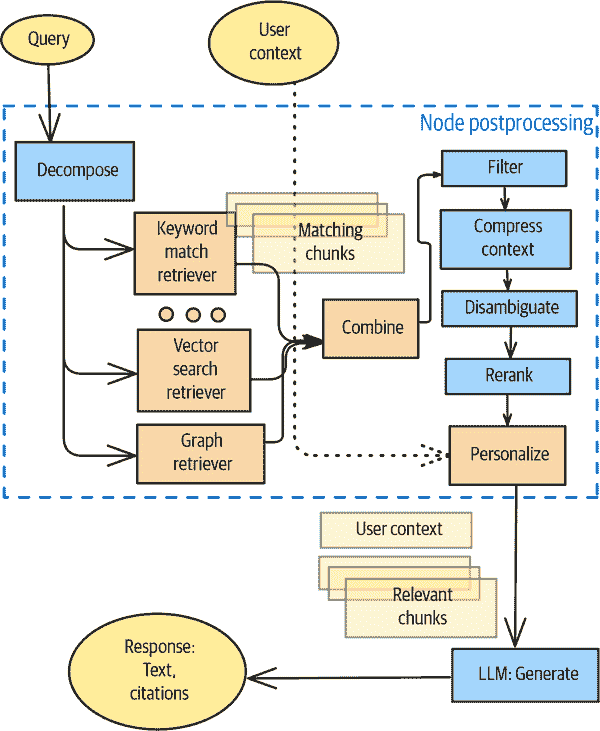 Query
User
context
Node postprocessing
Decompose
Filter
Keyword
match
retriever
Matching
chunks
Compress
context
Combine
Disambiguate
Vector
search
retriever
Rerank
Graph
retriever
Personalize
User context
Relevant
chunks
Response:
Text,
citations
LLM: Generate